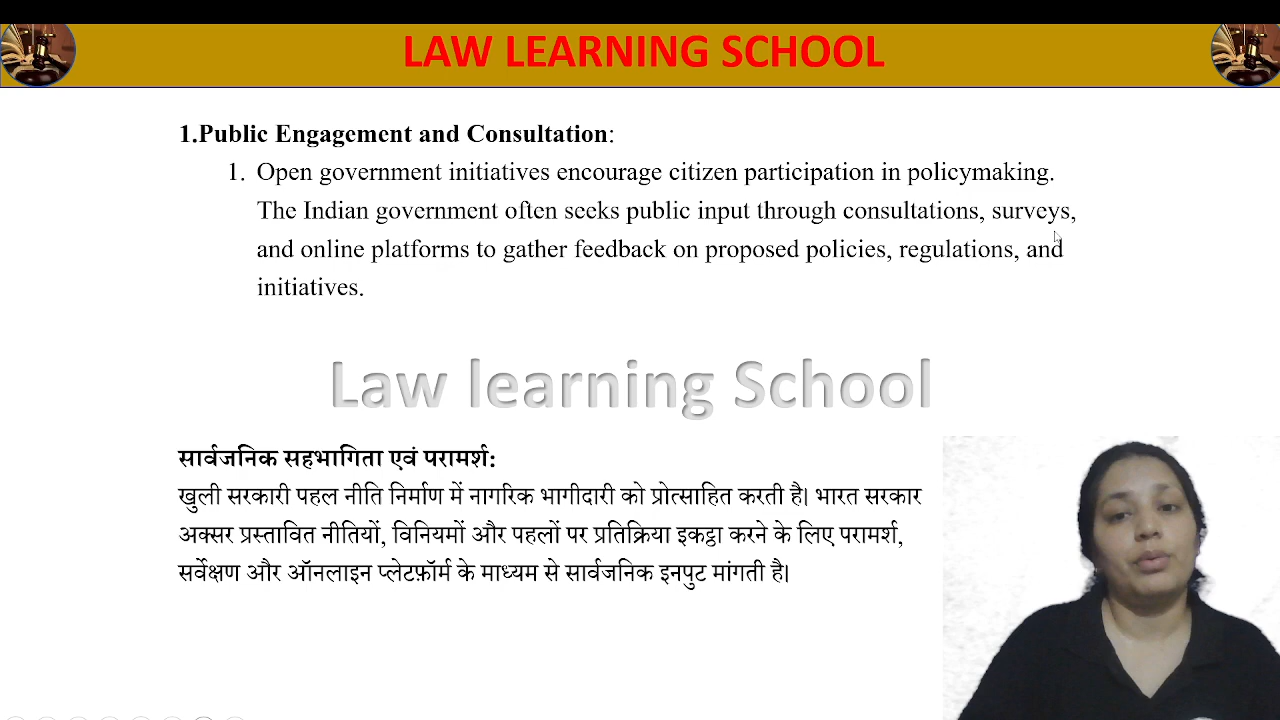 LAW LEARNING SCHOOL
1.Public Engagement and Consultation:
1. Open government initiatives encourage citizen participation in policymaking.
The Indian government often seeks public input through consultations, surveys,
and online platforms to gather feedback on proposed policies, regulations, and
initiatives.
Law learning School
सार्वजनिक सहभागिता एवं परामर्श:
खुली सरकारी पहल नीति निर्माण में नागरिक भागीदारी को प्रोत्साहित करती है। भारत सरकार
अक्सर प्रस्तावित नीतियों, विनियमों और पहलों पर प्रतिक्रिया इकट्ठा करने के लिए परामर्श,
सर्वेक्षण और ऑनलाइन प्लेटफ़ॉर्म के माध्यम से सार्वजनिक इनपुट मांगती है।